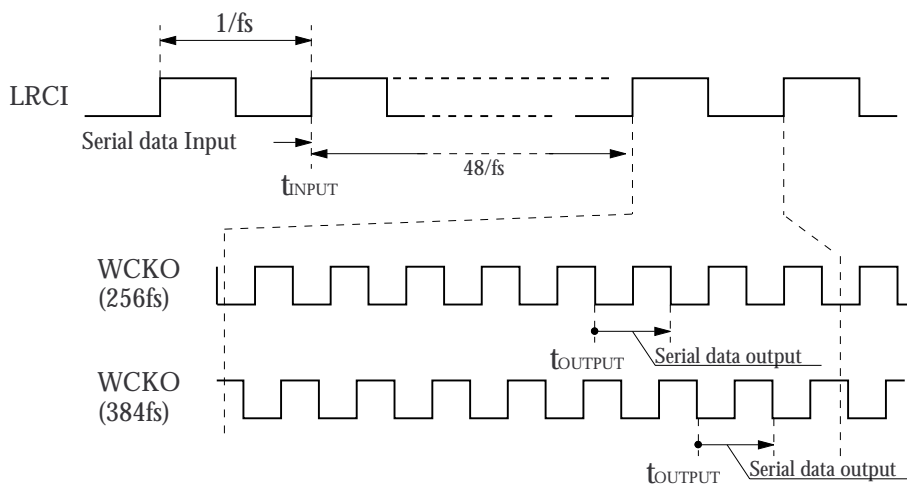 1/fs
LRCI
Serial data Input
48/fs
tINPUT
WCKO
(256fs)
tOUTPUT
Serial data output
WCKO
(384fs)
tOUTPUT
Serial data output